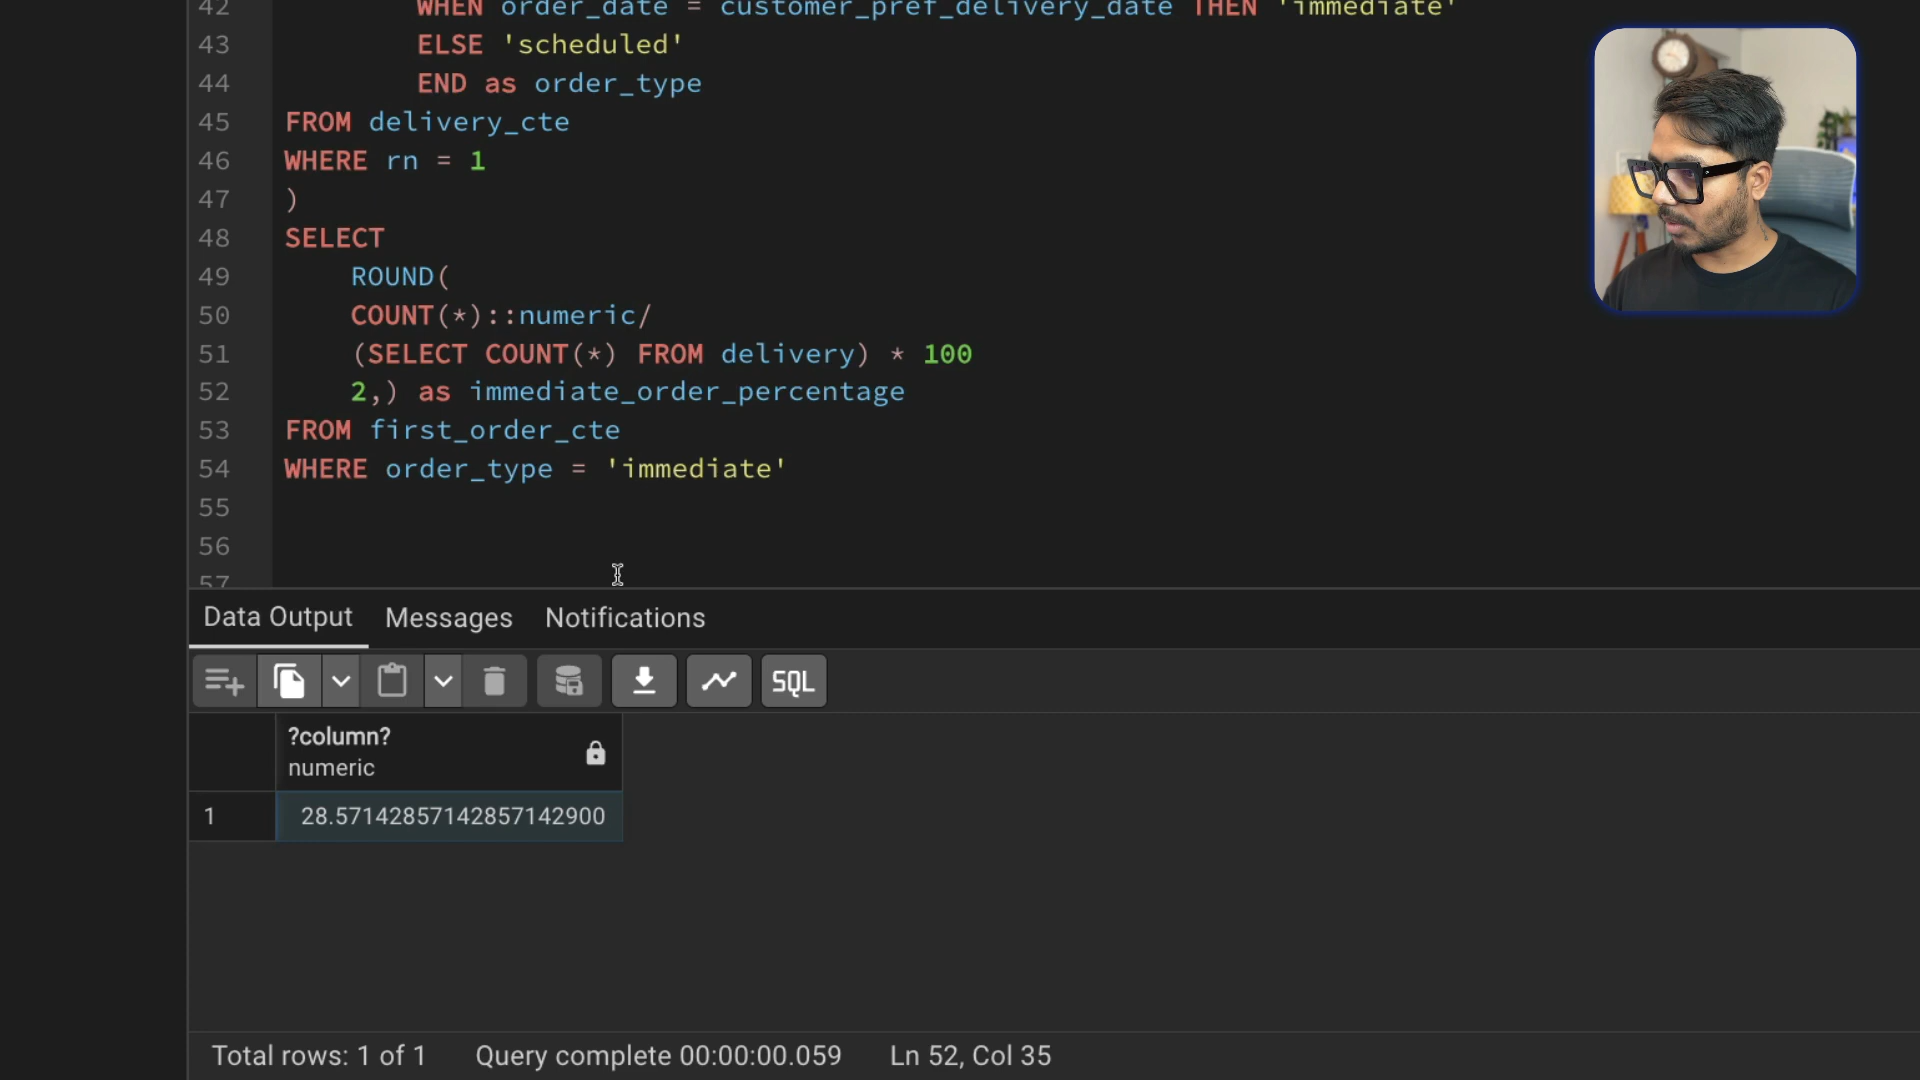 42 WHEN order_date = customer_pref_delivery_date THEN 'immediate'
43 ELSE 'scheduled'
44 END as order_type
45 FROM delivery_cte
46 WHERE rn = 1
47 )
48 SELECT
49 ROUND(
50 COUNT(*)::numeric/
51 (SELECT COUNT(*) FROM delivery) * 100
52 2,) as immediate_order_percentage
53 FROM first_order_cte
54 WHERE order_type = 'immediate'
55
56
57
Data Output Messages Notifications
SQL
?column?
numeric
1 28.57142857142857142900
Total rows: 1 of 1 Query complete 00:00:00.059 Ln 52, Col 35